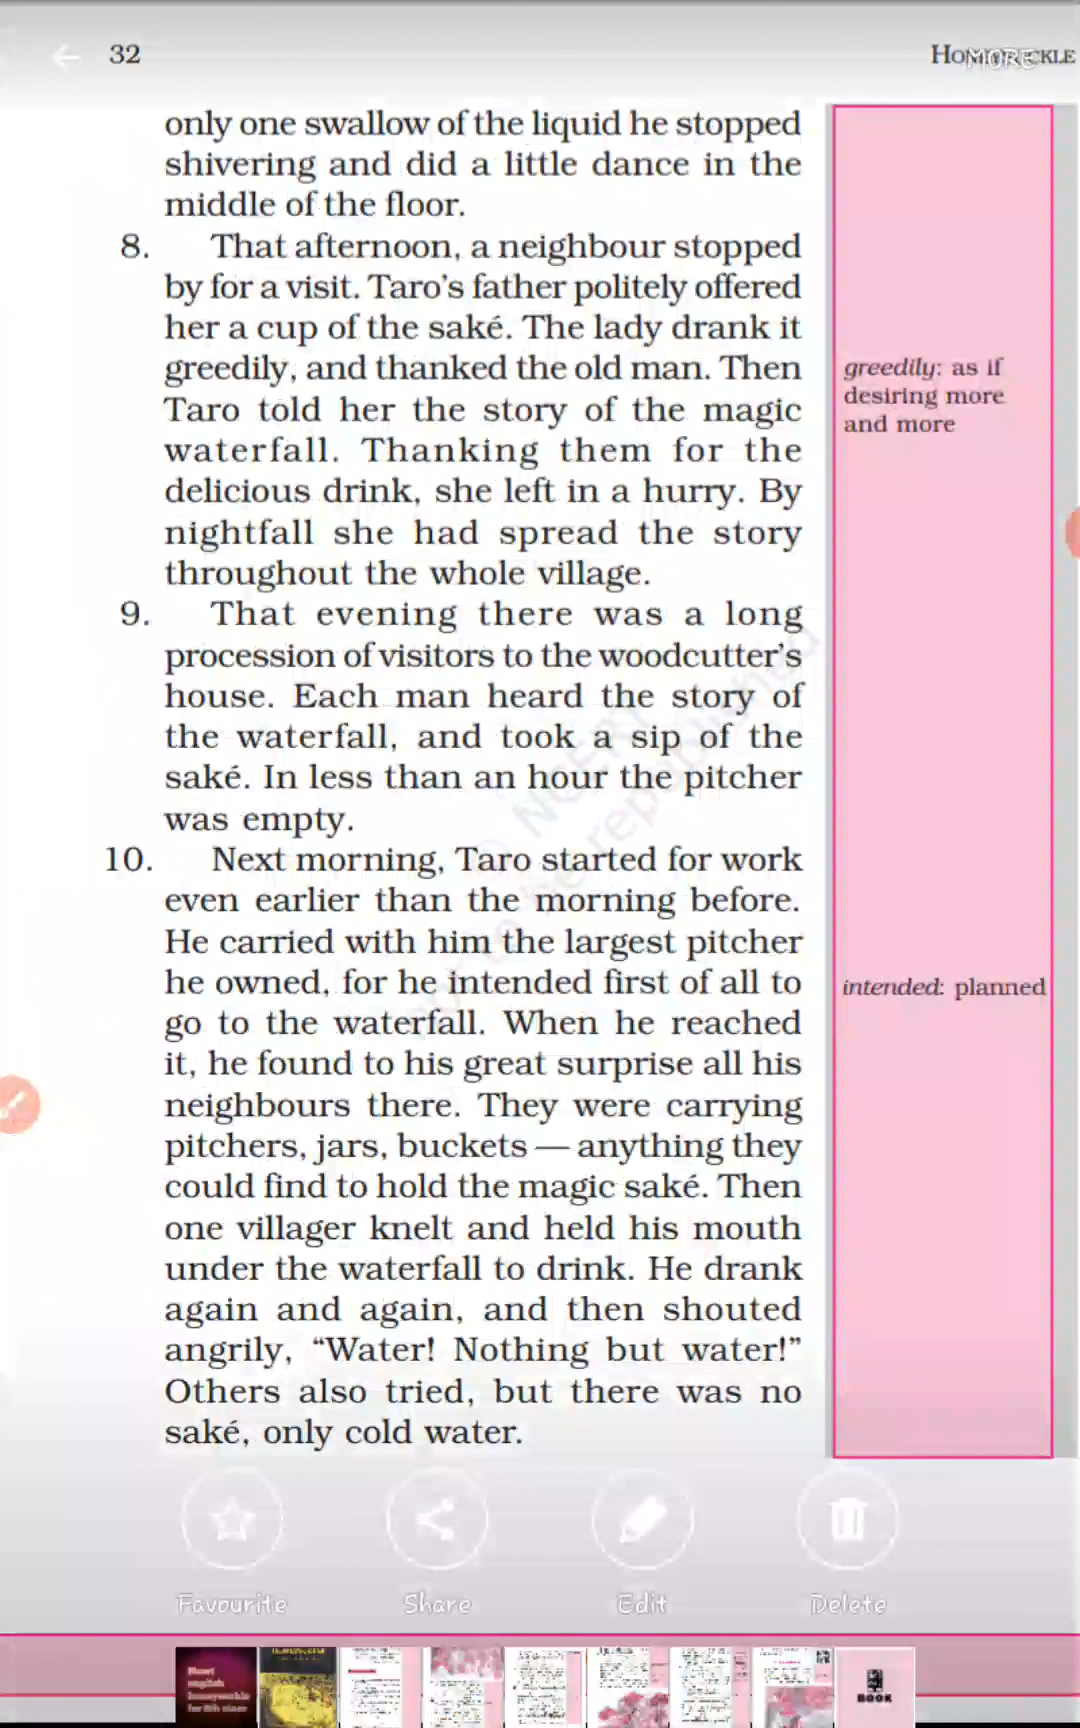 32
MORE
only one swallow of the liquid he stopped
shivering and did a little dance in the
middle of the floor.
8. That afternoon, a neighbour stopped
by for a visit. Taro's father politely offered
her a cup of the saké. The lady drank it
greedily, and thanked the old man. Then
Taro told her the story of the magic
waterfall. Thanking them for the
delicious drink, she left in a hurry. By
nightfall she had spread the story
throughout the whole village.
greedily: as if
desiring more
and more
9. That evening there was a long
procession of visitors to the woodcutter's
house. Each man heard the story of
the waterfall, and took a sip of the
saké. In less than an hour the pitcher
was empty.
10. Next morning, Taro started for work
even earlier than the morning before.
He carried with him the largest pitcher
he owned, for he intended first of all to
go to the waterfall. When he reached
it, he found to his great surprise all his
neighbours there. They were carrying
pitchers, jars, buckets — anything they
could find to hold the magic saké. Then
one villager knelt and held his mouth
under the waterfall to drink. He drank
again and again, and then shouted
angrily, “Water! Nothing but water!”
Others also tried, but there was no
saké, only cold water.
intended: planned
NCERT
be republished
Favourite
Share
Edit
Delete
BOOK